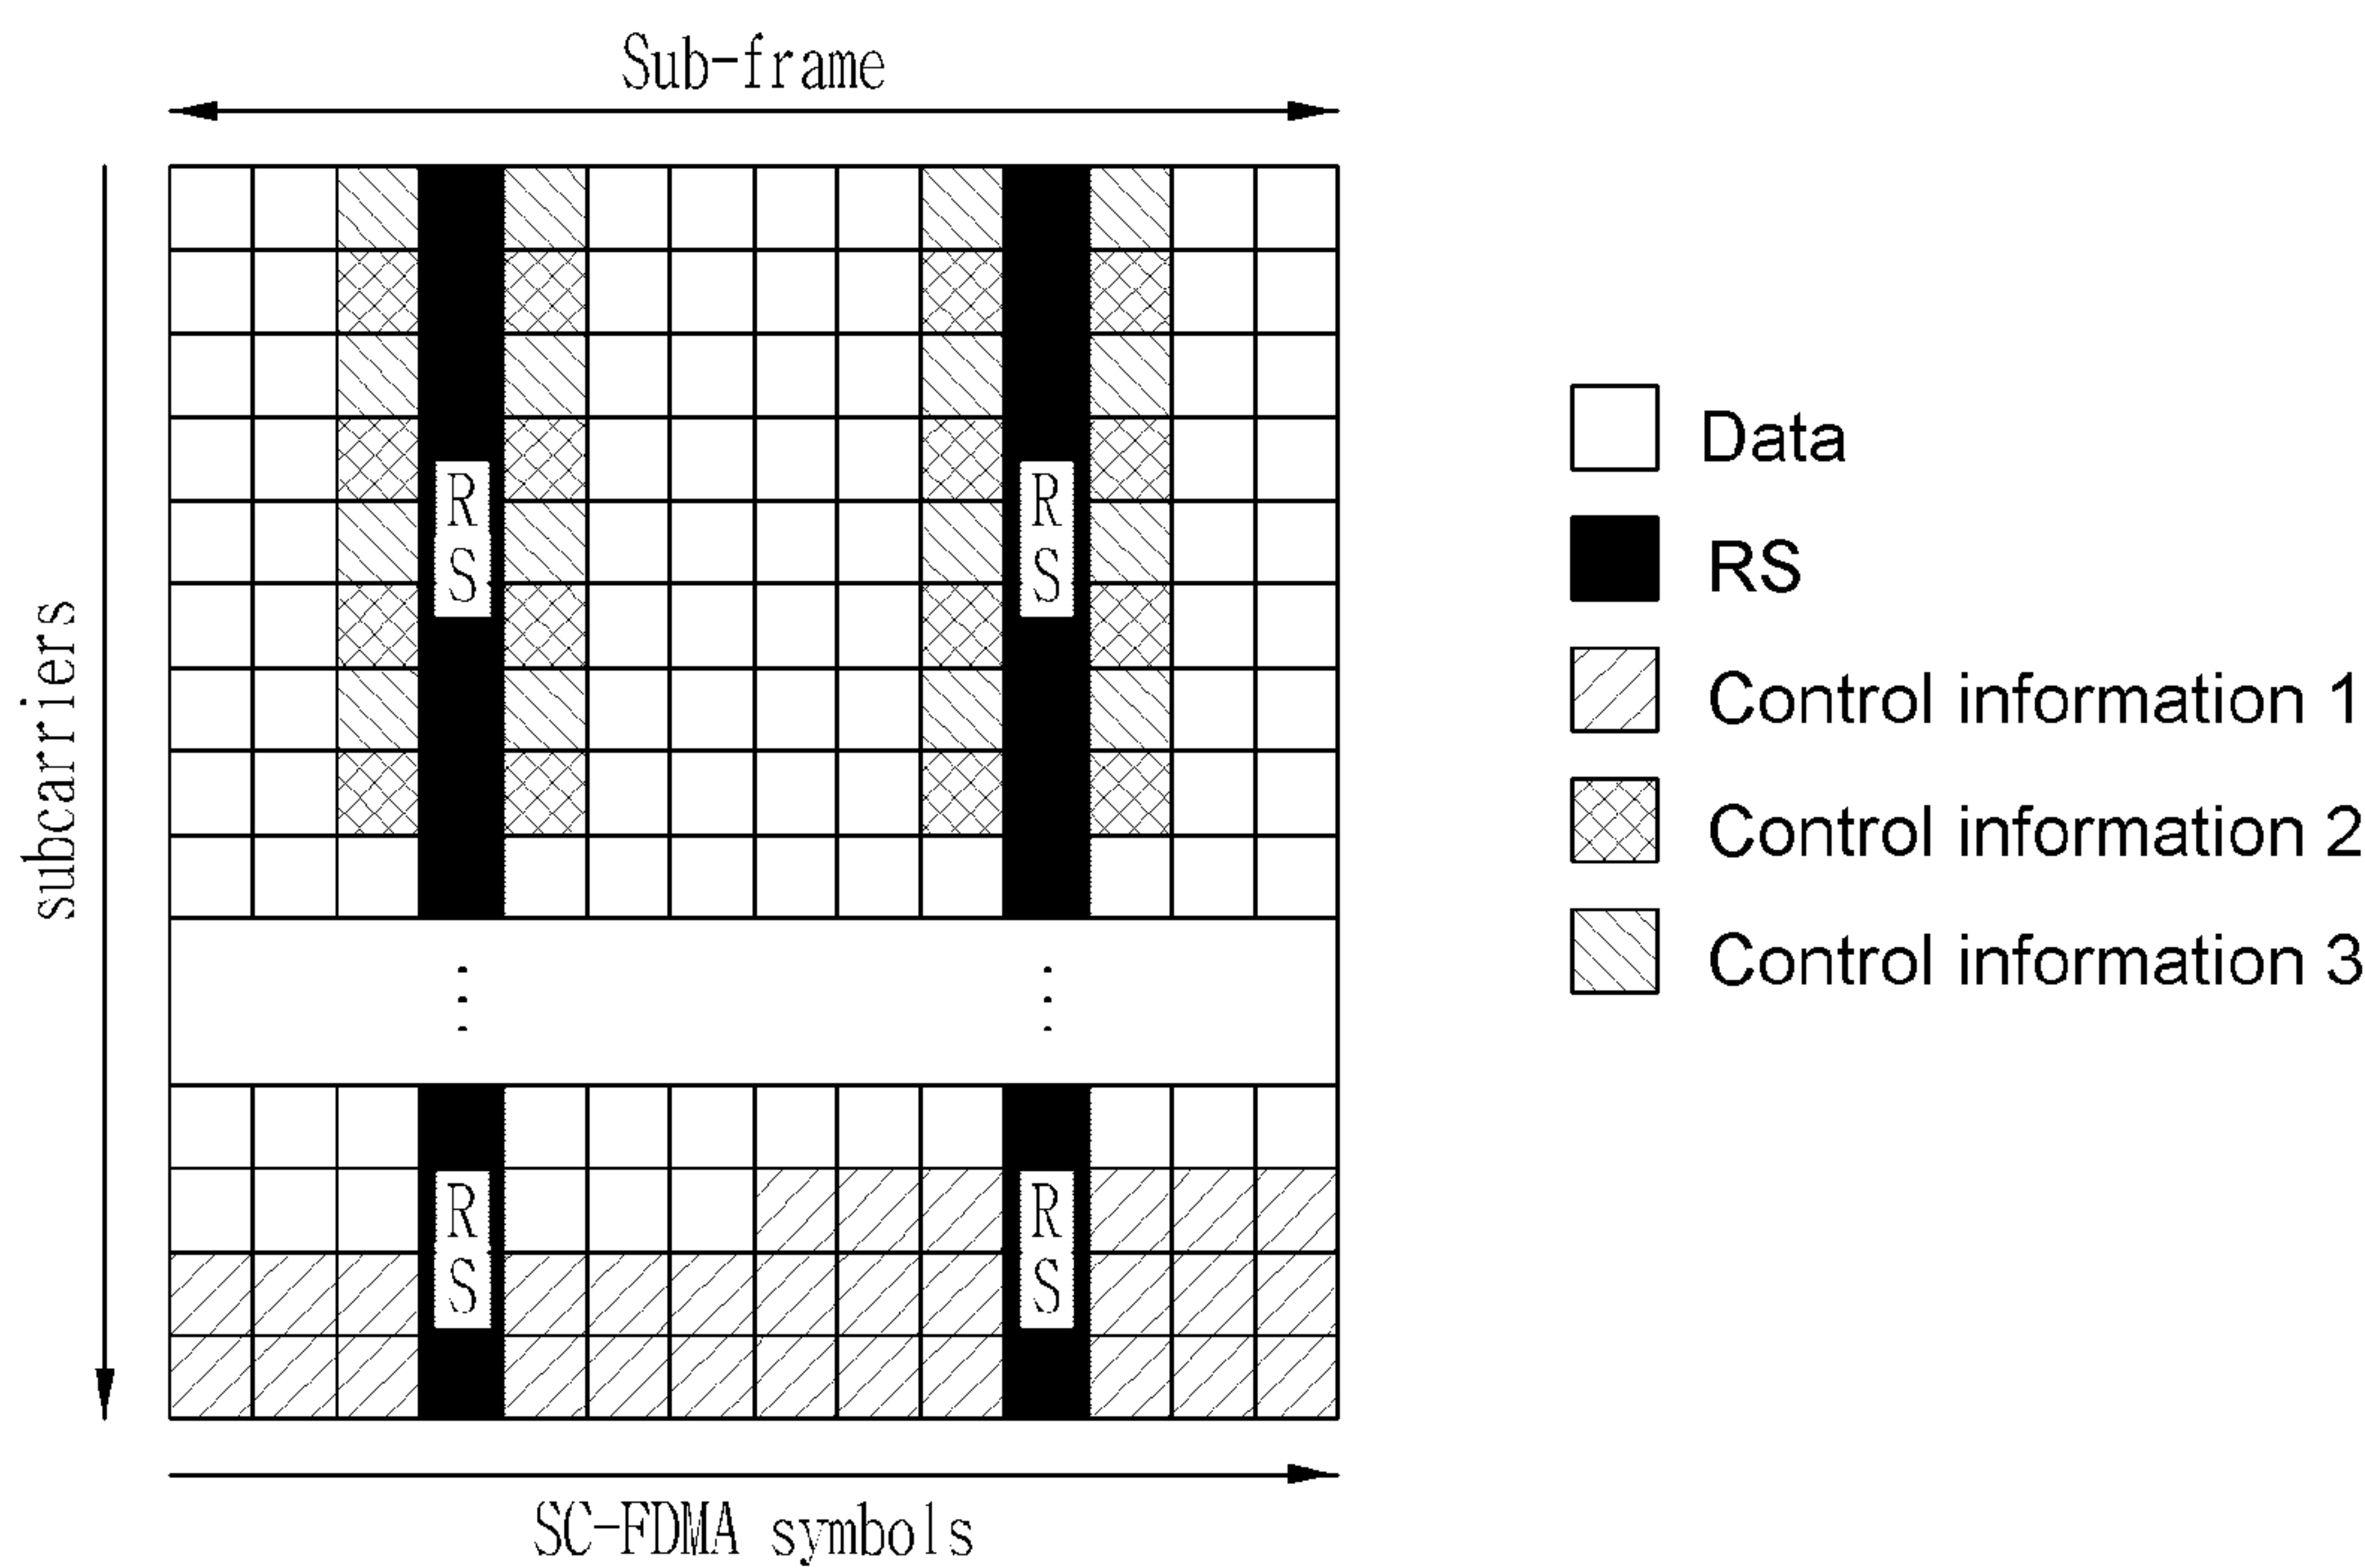 Sub-frame
subcarriers
R
S
R
S
R
S
R
S
SC-FDMA symbols
Data
RS
Control information 1
Control information 2
Control information 3